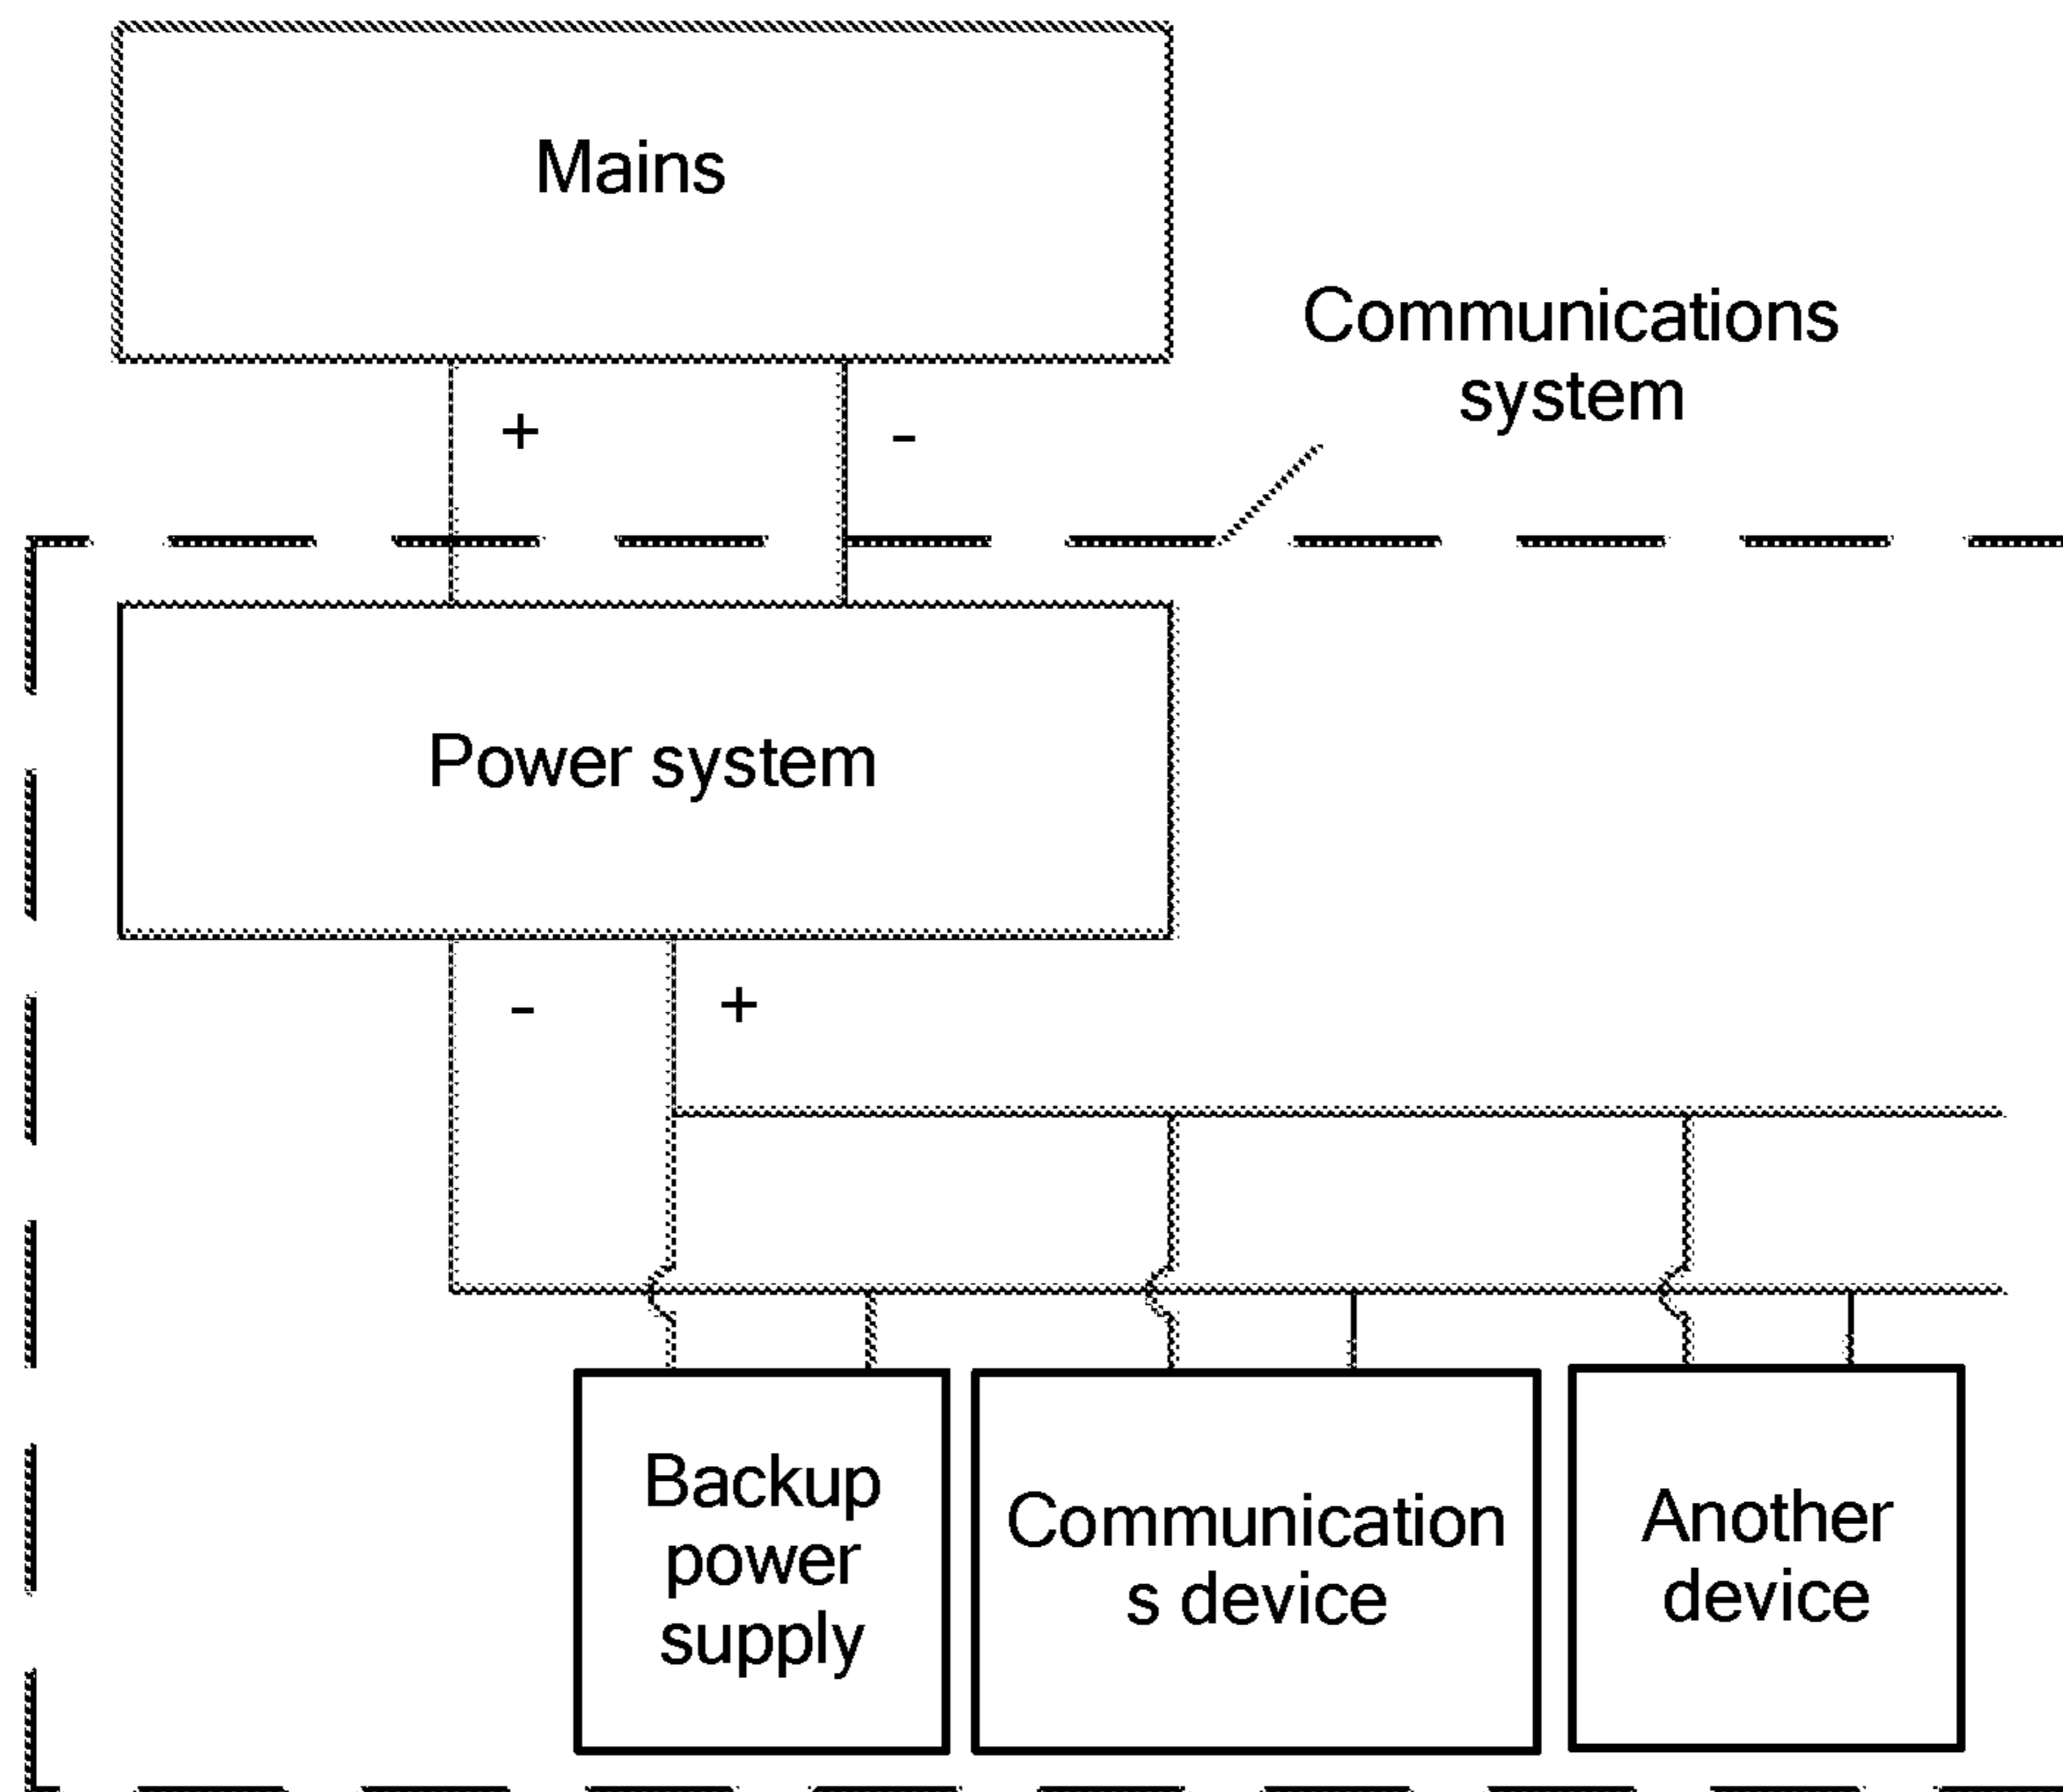 Mains
Communications
system
+
-
Power system
-
+
Backup
power
supply
Communication
s device
Another
device